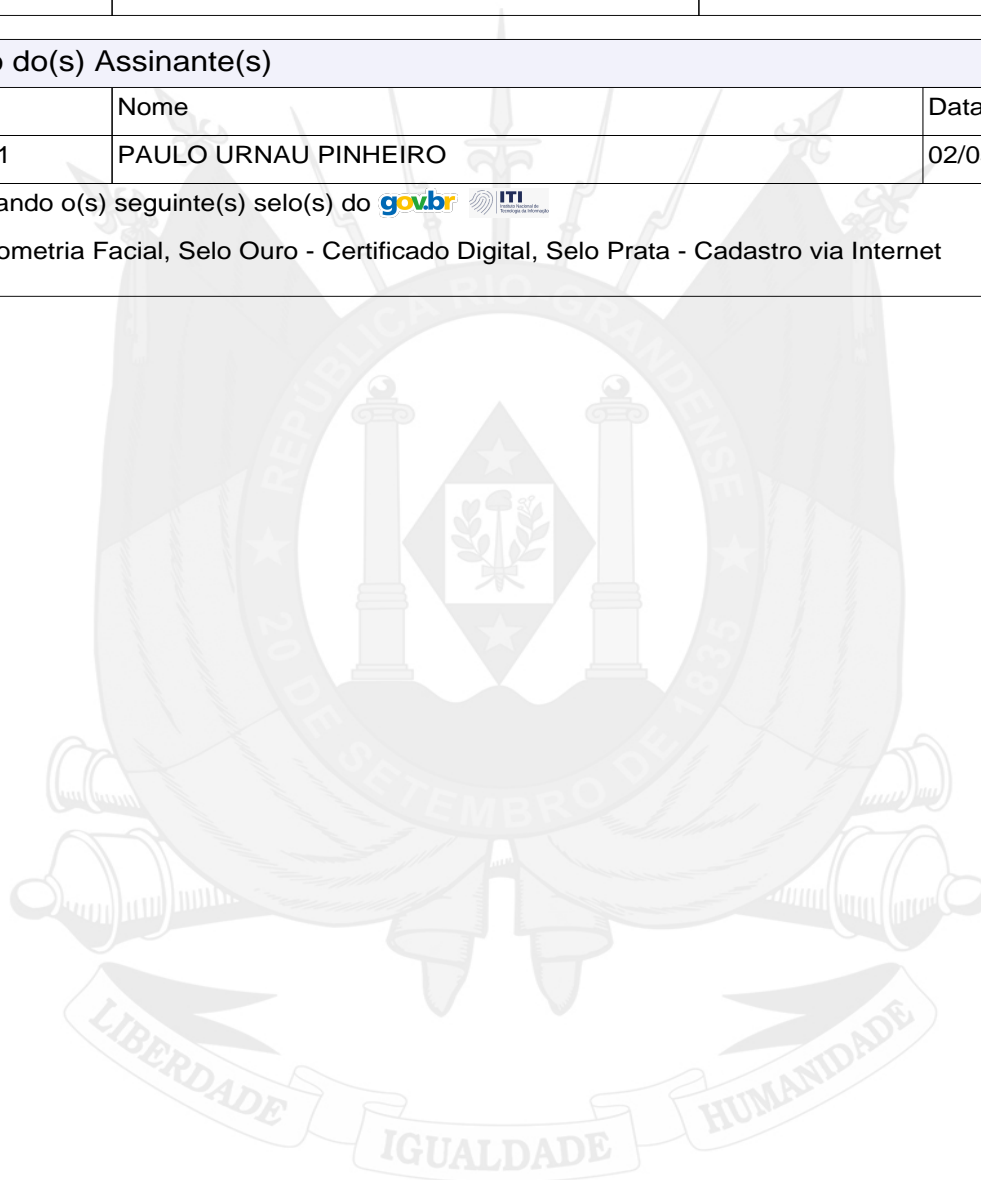 o do(s) Assinante(s)
Nome
Data
1
PAULO URNAU PINHEIRO
02/0
ando o(s) seguinte(s) selo(s) do gov.br ITI
ometria Facial, Selo Ouro - Certificado Digital, Selo Prata - Cadastro via Internet
REPÚBLICA RIO GRANDENSE
★ 20 DE SETEMBRO DE 1835 ★
LIBERDADE
IGUALDADE
HUMANIDADE